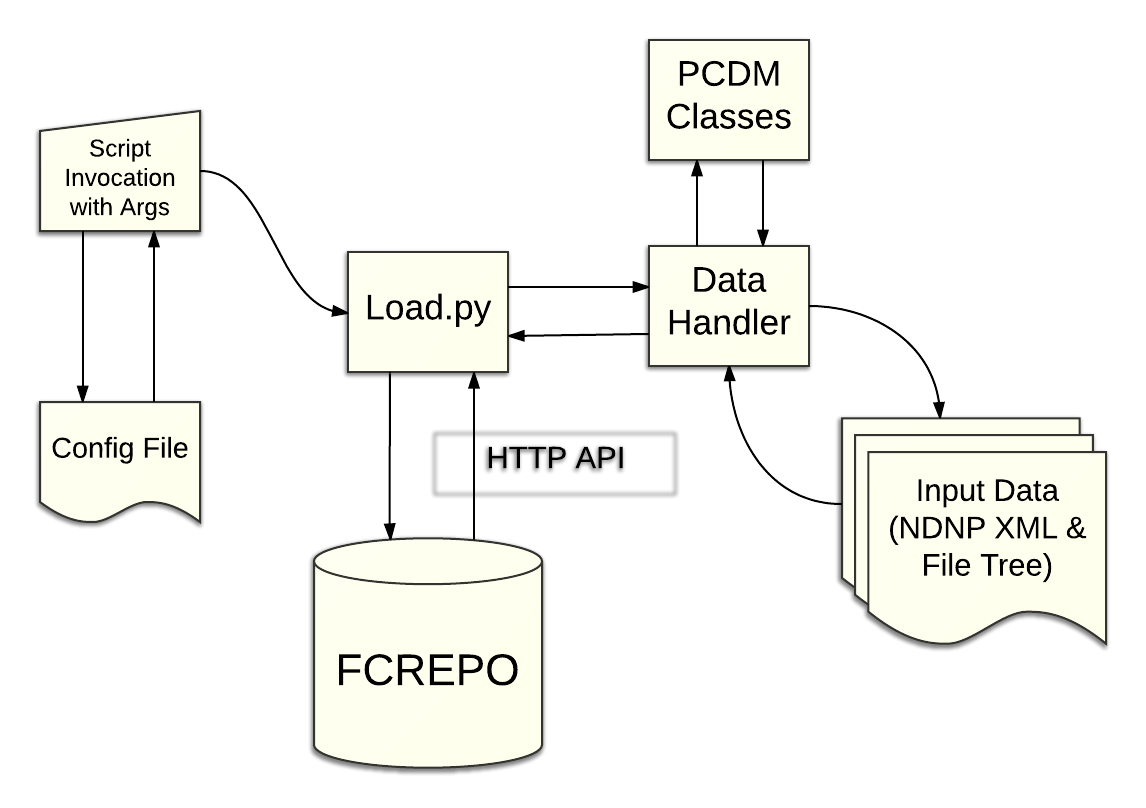 PCDM
Classes
Script
Invocation
with Args
Load.py
Data
Handler
Config File
HTTP API
Input Data
(NDNP XML &
File Tree)
FCREPO